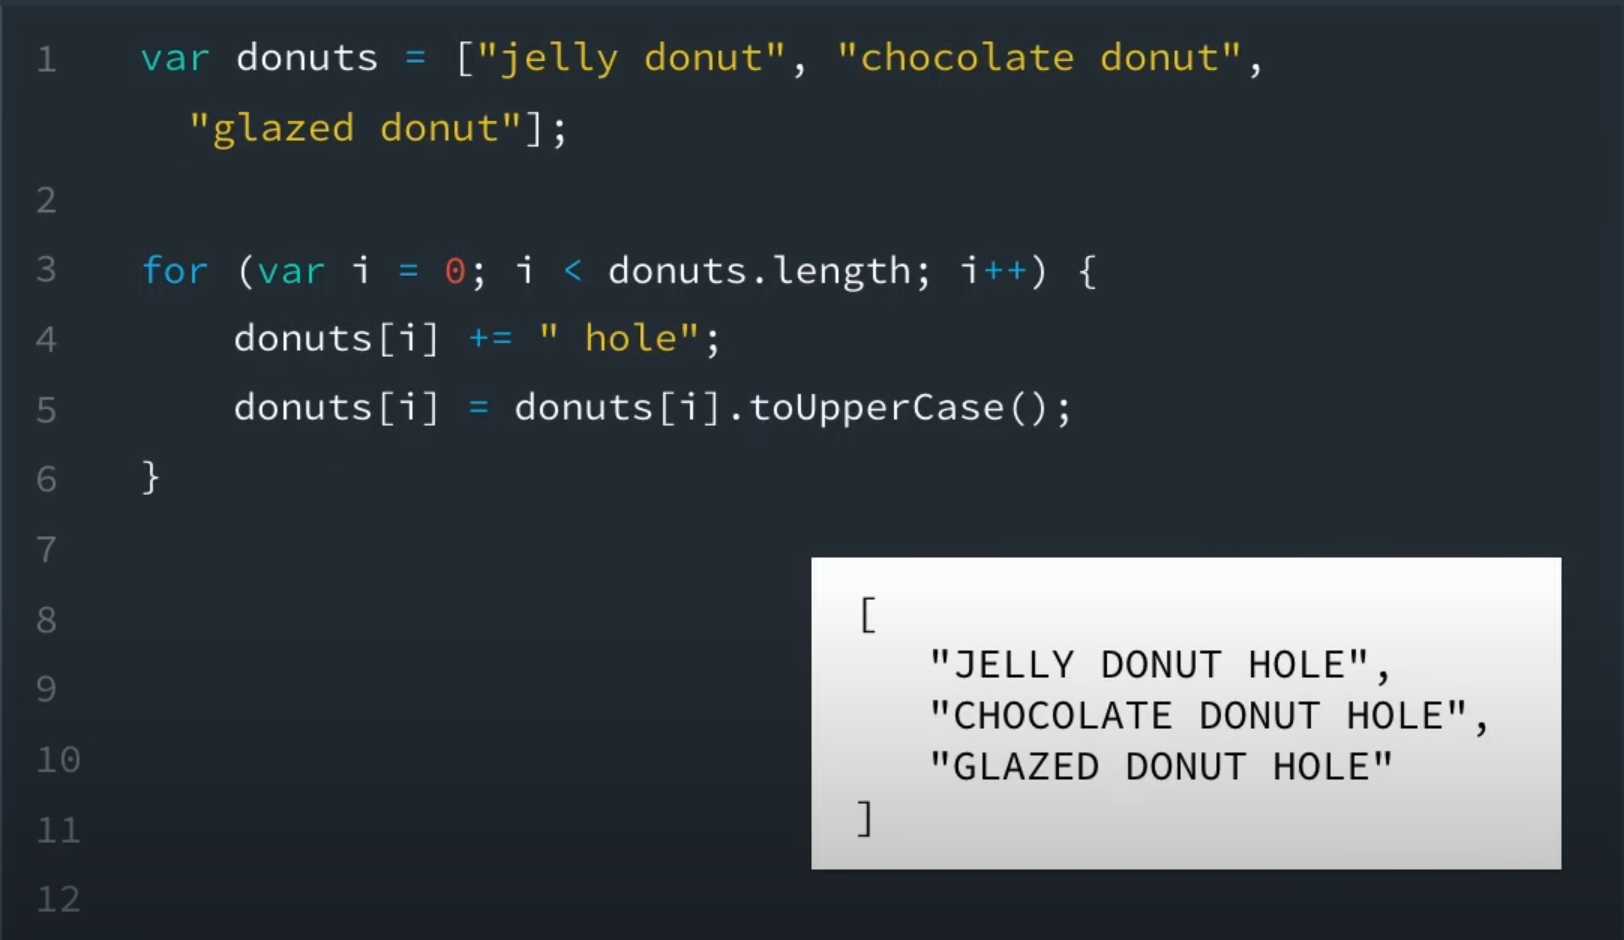 1 var donuts = ["jelly donut", "chocolate donut",
"glazed donut"];
2
3 for (var i = 0; i < donuts.length; i++) {
4 donuts[i] += " hole";
5 donuts[i] = donuts[i].toUpperCase();
6 }
7
8
9
10
11
12
[
"JELLY DONUT HOLE",
"CHOCOLATE DONUT HOLE",
"GLAZED DONUT HOLE"
]